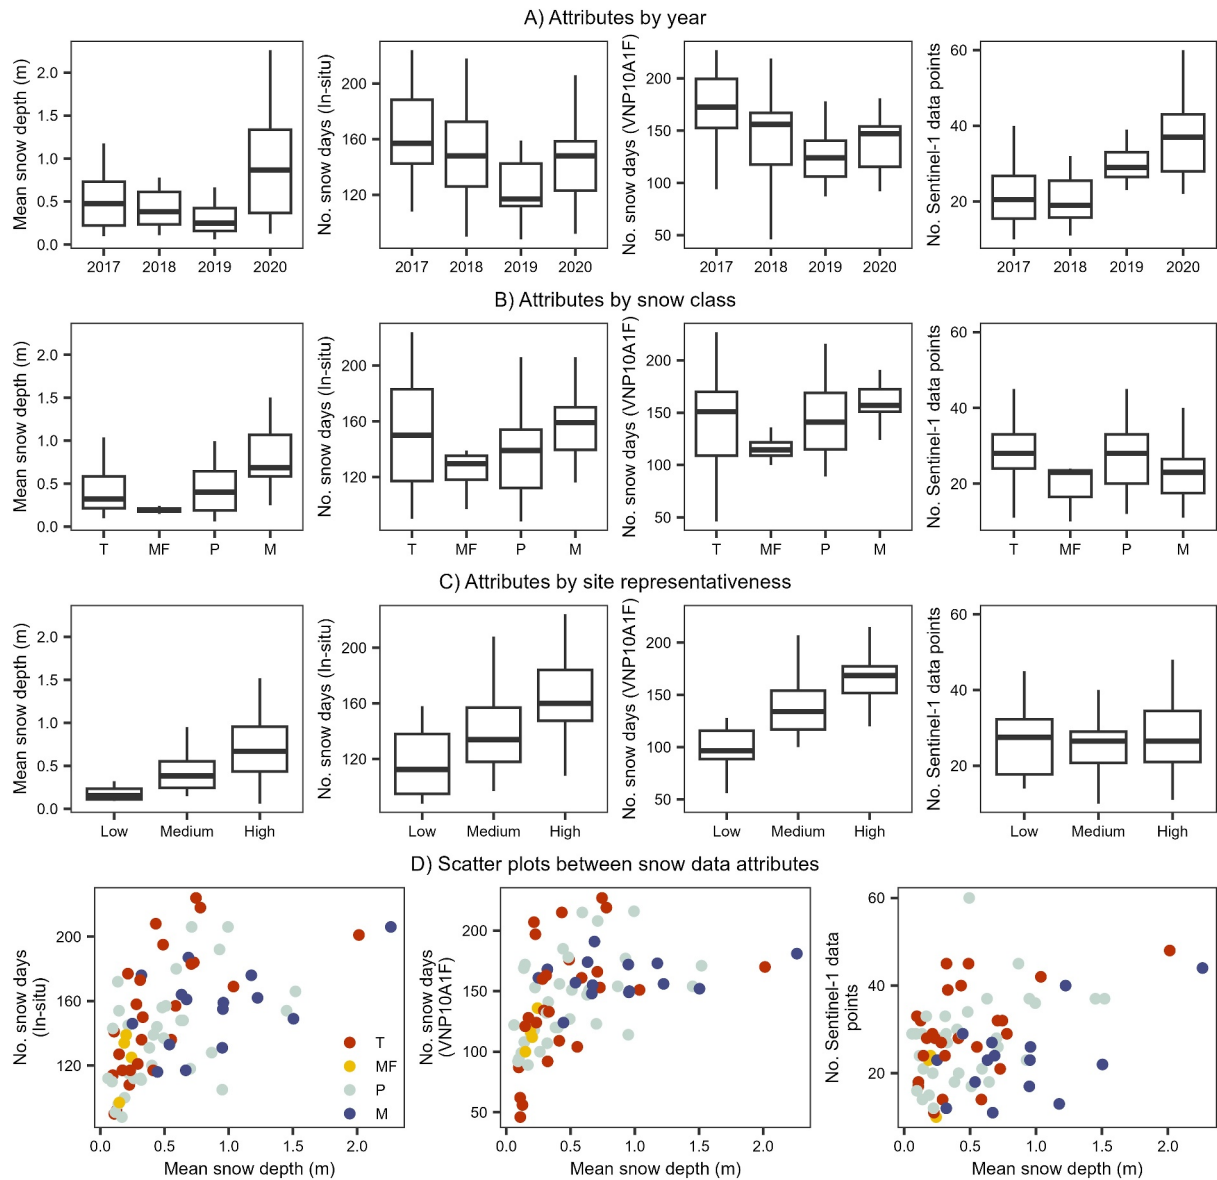 A) Attributes by year
Mean snow depth (m)
2.0
1.5
1.0
0.5
0.0
2017 2018 2019 2020
No. snow days (In-situ)
200
160
120
2017 2018 2019 2020
No. snow days (VNP10A1F)
200
150
100
50
2017 2018 2019 2020
No. Sentinel-1 data points
60
40
20
2017 2018 2019 2020
B) Attributes by snow class
Mean snow depth (m)
2.0
1.5
1.0
0.5
0.0
T MF P M
No. snow days (In-situ)
200
160
120
T MF P M
No. snow days (VNP10A1F)
200
150
100
50
T MF P M
No. Sentinel-1 data points
60
40
20
T MF P M
C) Attributes by site representativeness
Mean snow depth (m)
2.0
1.5
1.0
0.5
0.0
Low Medium High
No. snow days (In-situ)
200
160
120
Low Medium High
No. snow days (VNP10A1F)
200
150
100
50
Low Medium High
No. Sentinel-1 data points
60
40
20
Low Medium High
D) Scatter plots between snow data attributes
No. snow days
(In-situ)
200
160
120
T
MF
P
M
0.0 0.5 1.0 1.5 2.0
Mean snow depth (m)
No. snow days
(VNP10A1F)
200
150
100
50
0.0 0.5 1.0 1.5 2.0
Mean snow depth (m)
No. Sentinel-1 data
points
60
40
20
0.0 0.5 1.0 1.5 2.0
Mean snow depth (m)